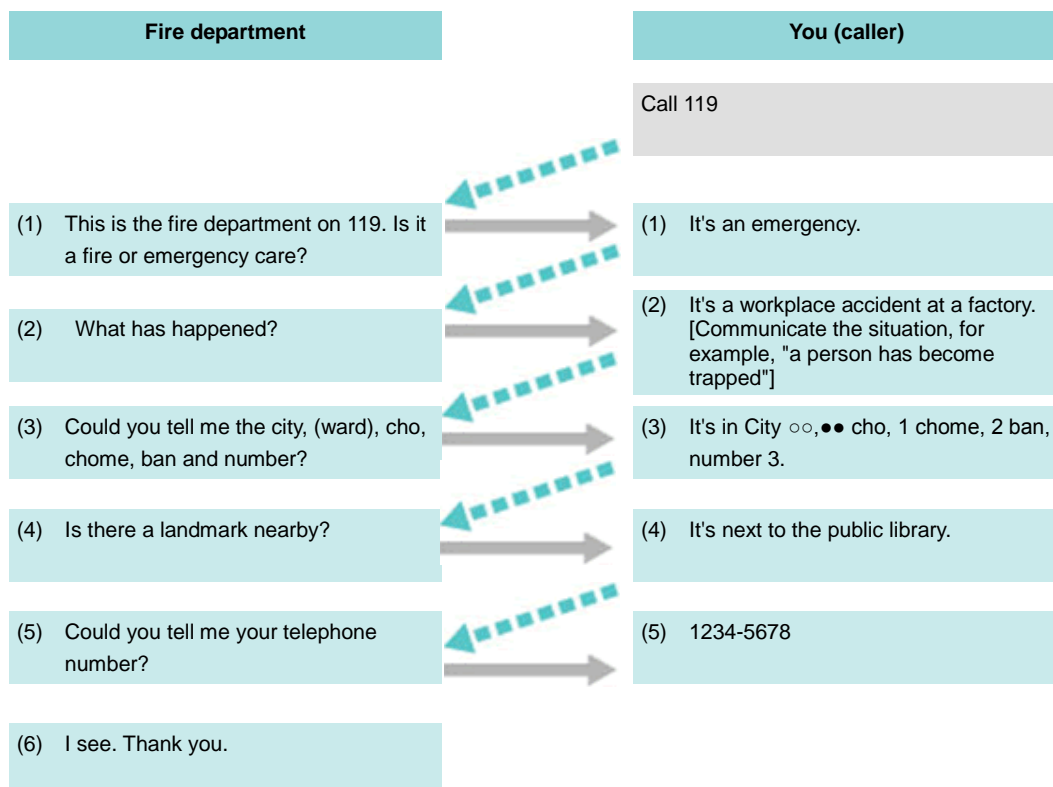 Fire department
You (caller)
Call 119
(1) This is the fire department on 119. Is it
a fire or emergency care?
(1) It's an emergency.
(2) What has happened?
(2) It's a workplace accident at a factory.
[Communicate the situation, for
example, "a person has become
trapped"]
(3) Could you tell me the city, (ward), cho,
chome, ban and number?
(3) It's in City ○○,●● cho, 1 chome, 2 ban,
number 3.
(4) Is there a landmark nearby?
(4) It's next to the public library.
(5) Could you tell me your telephone
number?
(5) 1234-5678
(6) I see. Thank you.